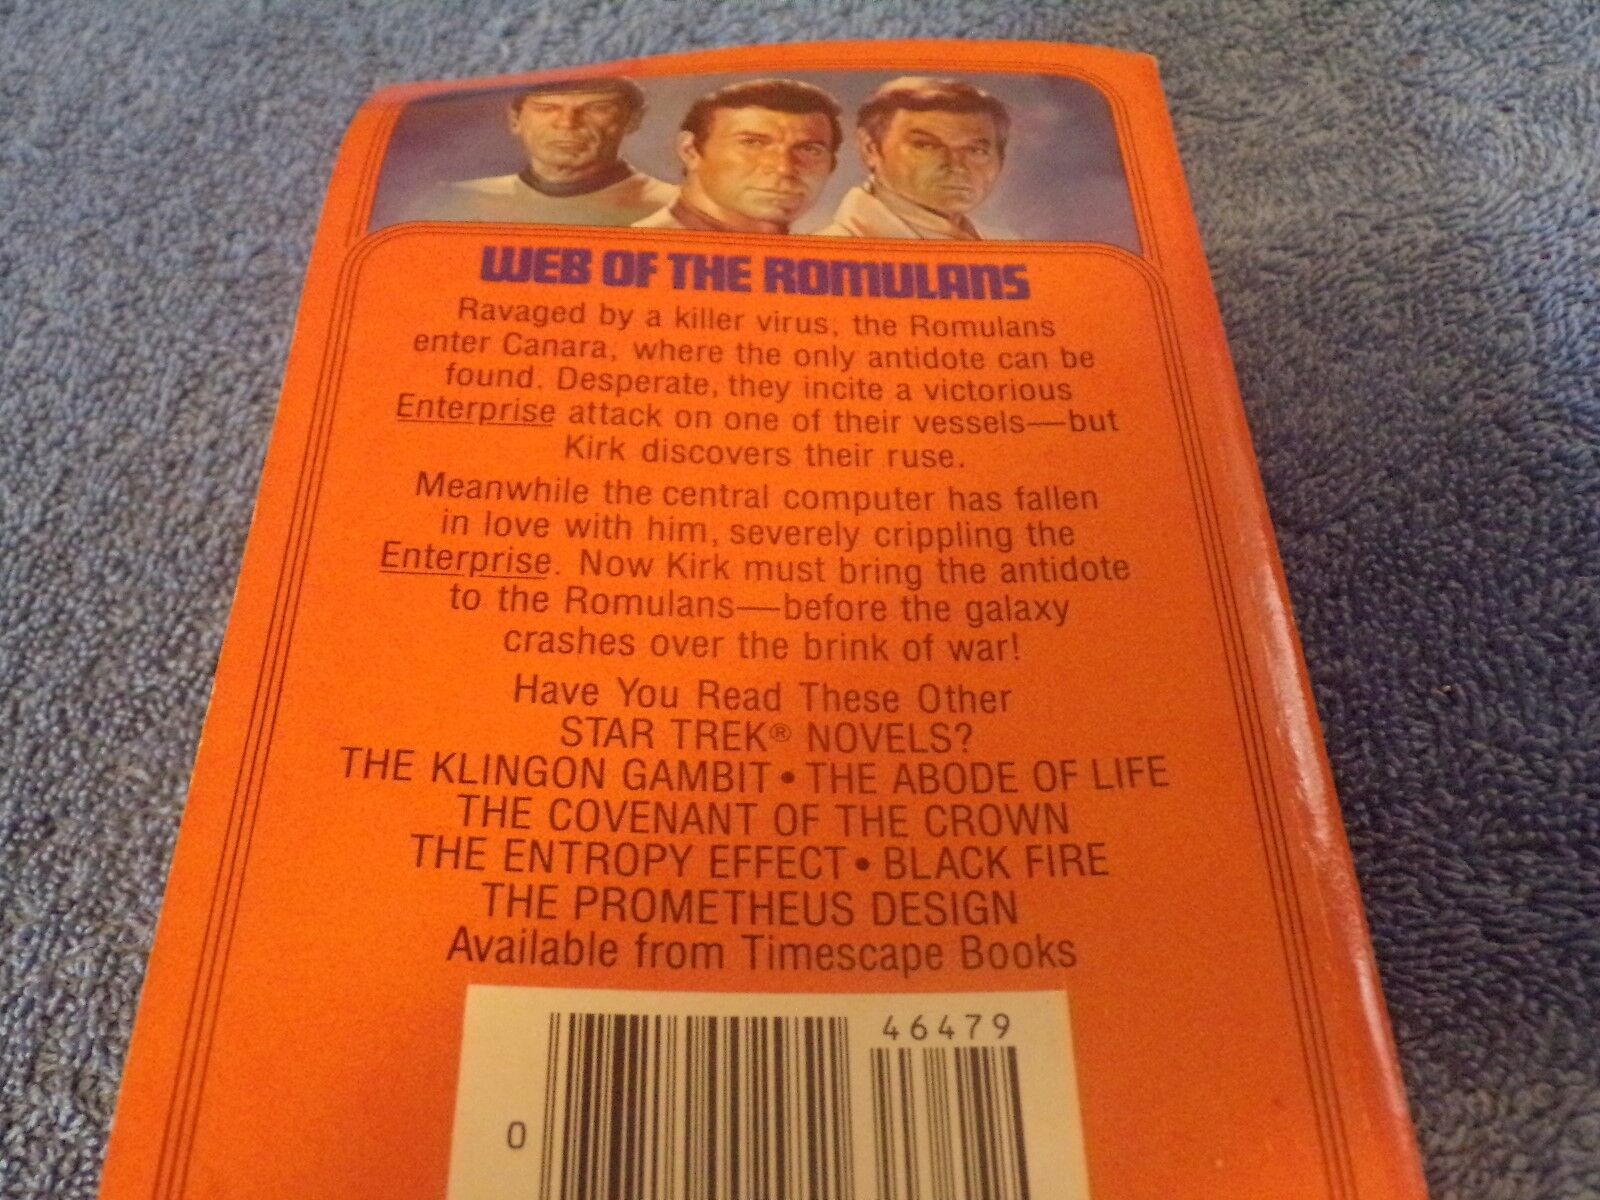 WEB OF THE ROMULANS
Ravaged by a killer virus, the Romulans
enter Canara, where the only antidote can be
found. Desperate, they incite a victorious
Enterprise attack on one of their vessels—but
Kirk discovers their ruse.
Meanwhile the central computer has fallen
in love with him, severely crippling the
Enterprise. Now Kirk must bring the antidote
to the Romulans—before the galaxy
crashes over the brink of war!
Have You Read These Other
STAR TREK® NOVELS?
THE KLINGON GAMBIT • THE ABODE OF LIFE
THE COVENANT OF THE CROWN
THE ENTROPY EFFECT • BLACK FIRE
THE PROMETHEUS DESIGN
Available from Timescape Books
46479
0